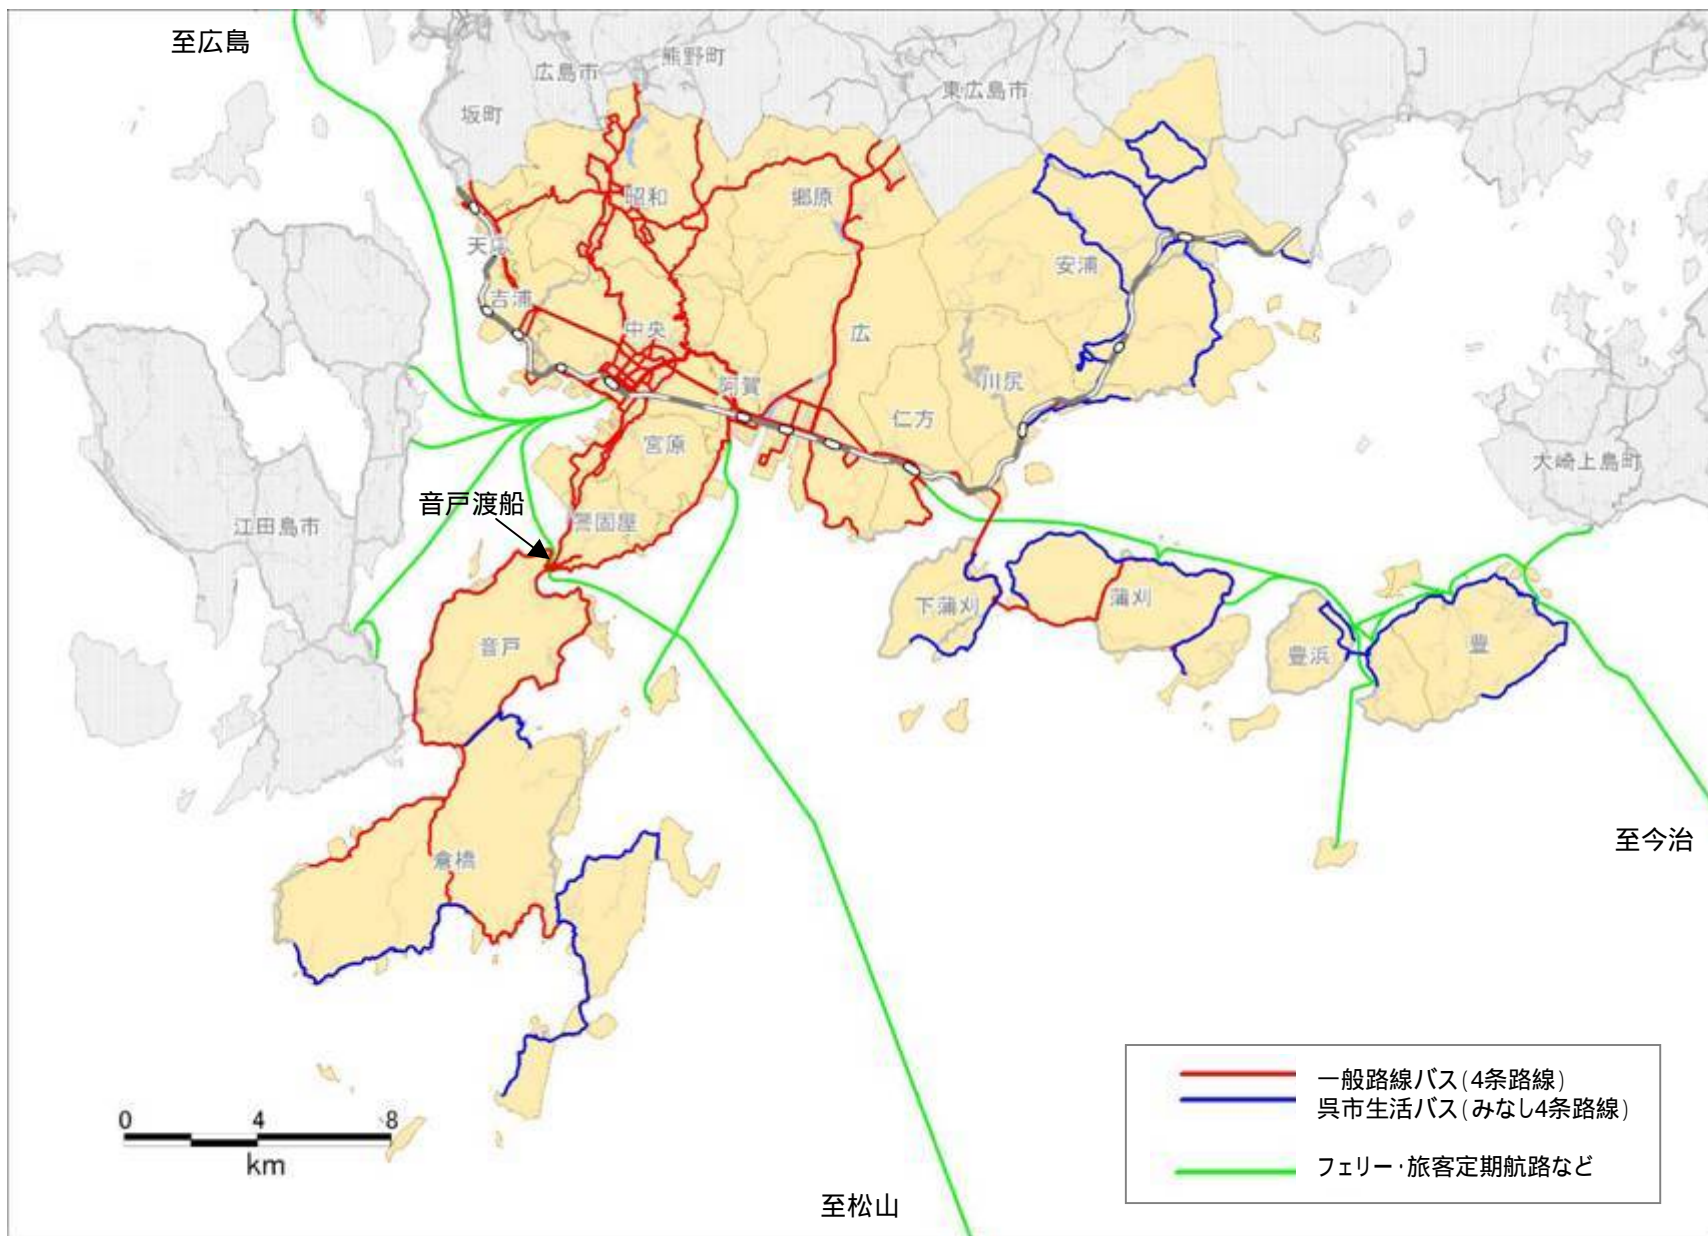 至広島
熊野町
広島市
東広島市
坂町
昭和
郷原
天応
安浦
吉浦
中央
広
阿賀
川尻
仁方
宮原
大崎上島町
音戸渡船
警固屋
江田島市
下蒲刈
蒲刈
音戸
豊浜
豊
至今治
倉橋
0 4 8
km
一般路線バス(4条路線)
呉市生活バス(みなし4条路線)
フェリー・旅客定期航路など
至松山